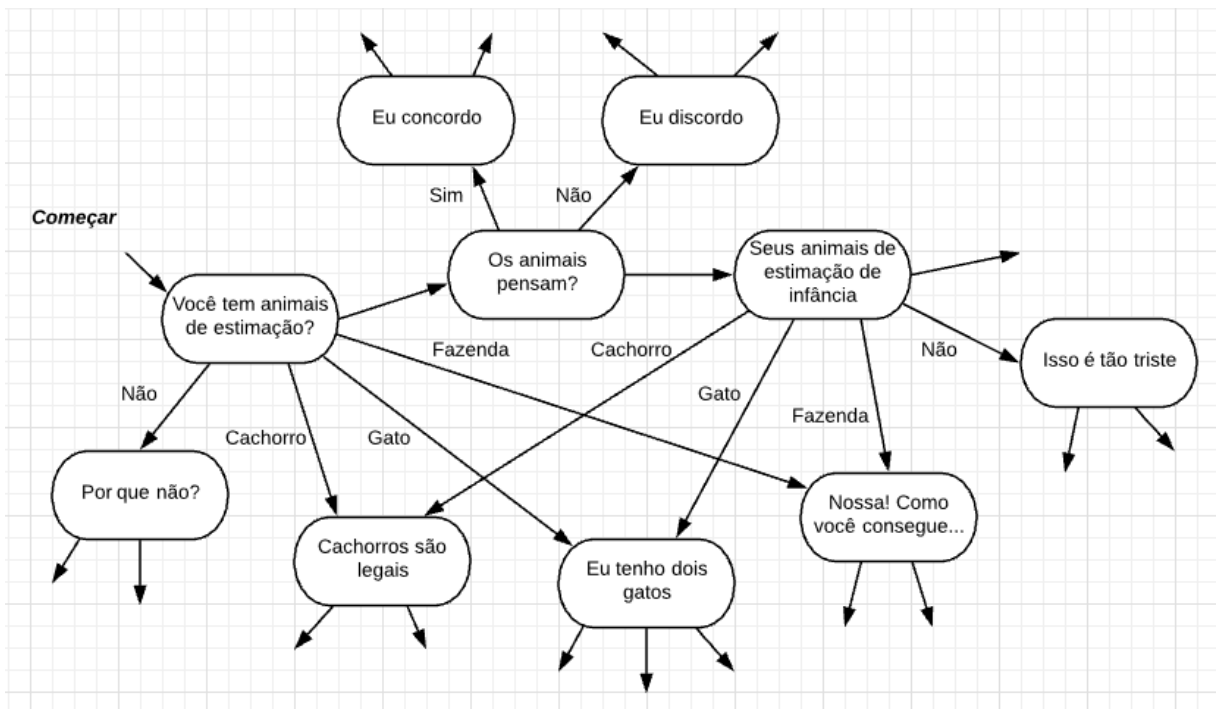 Eu concordo
Eu discordo
Sim
Não
Começar
Os animais
pensam?
Seus animais de
estimação de
infância
Você tem animais
de estimação?
Fazenda
Cachorro
Não
Isso é tão triste
Não
Gato
Fazenda
Cachorro
Gato
Por que não?
Nossa! Como
você consegue...
Cachorros são
legais
Eu tenho dois
gatos